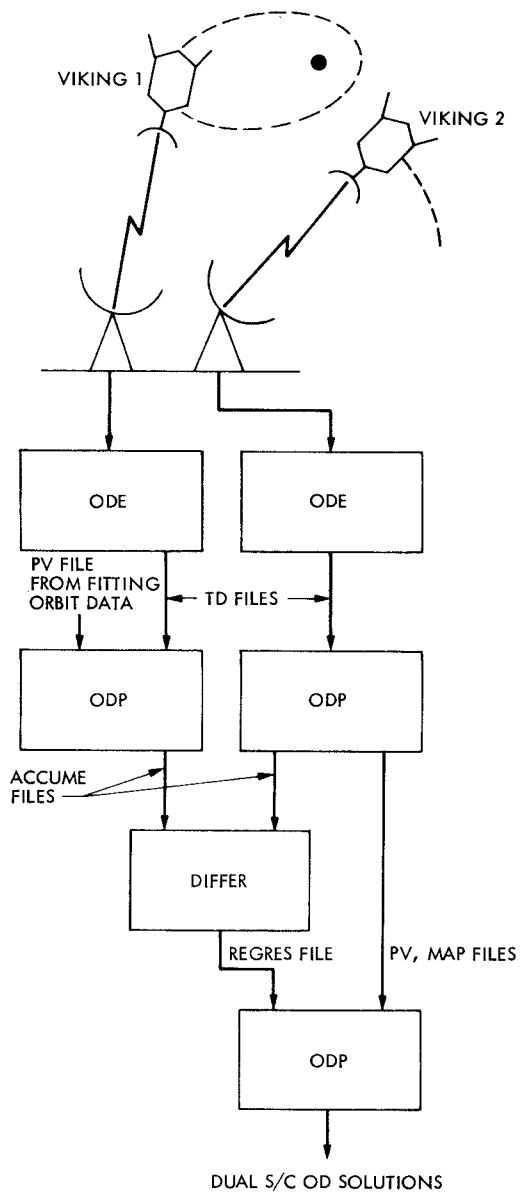 VIKING 1
VIKING 2
ODE
ODE
PV FILE
FROM FITTING
ORBIT DATA
TD FILES
ODP
ODP
ACCUME
FILES
DIFFER
REGRES FILE
PV, MAP FILES
ODP
DUAL S/C OD SOLUTIONS